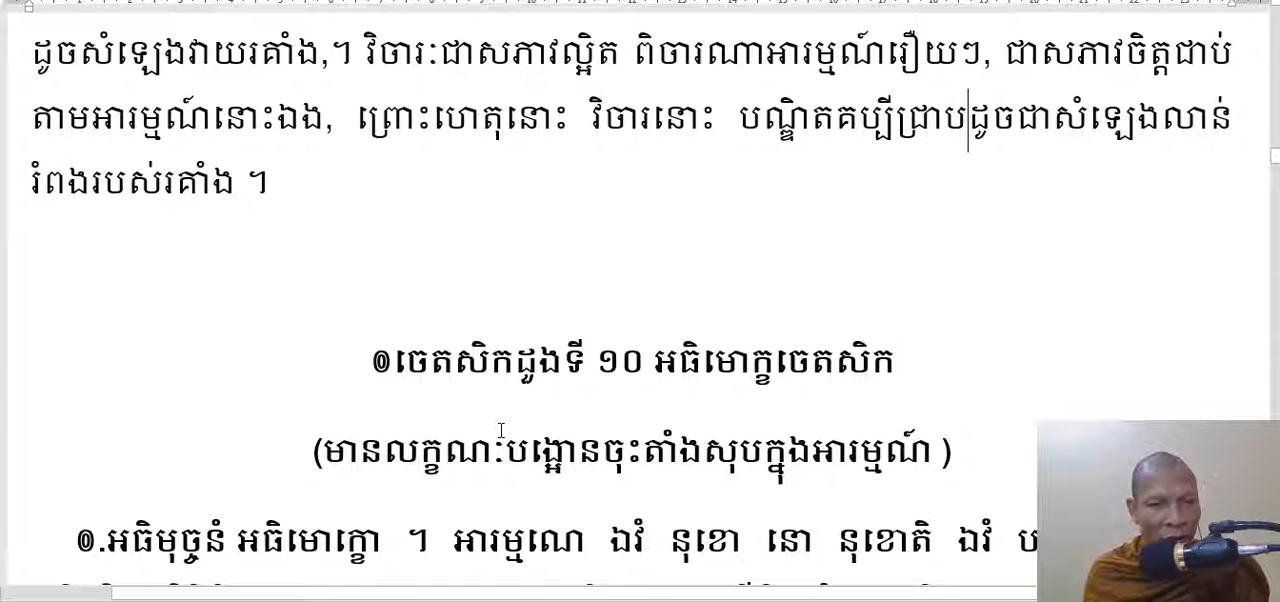 ដូចសំឡេងវាយរគាំង,។ វិចារៈជាសភាវល្អិត ពិចារណាអារម្មណ៍រឿយៗ, ជាសភាវចិត្តជាប់
តាមអារម្មណ៍នោះឯង, ព្រោះហេតុនោះ វិចារនោះ បណ្ឌិតគប្បីជ្រាបដូចជាសំឡេងលាន់
រំពងរបស់រគាំង ។
៙ចេតសិកដួងទី ១០ អធិមោក្ខចេតសិក
(មានលក្ខណៈបង្អោនចុះតាំងសុបក្នុងអារម្មណ៍ )
៙.អធិមុច្ចនំ អធិមោក្ខោ ។ អារម្មណេ ឯវំ នុខោ នោ នុខោតិ ឯវំ